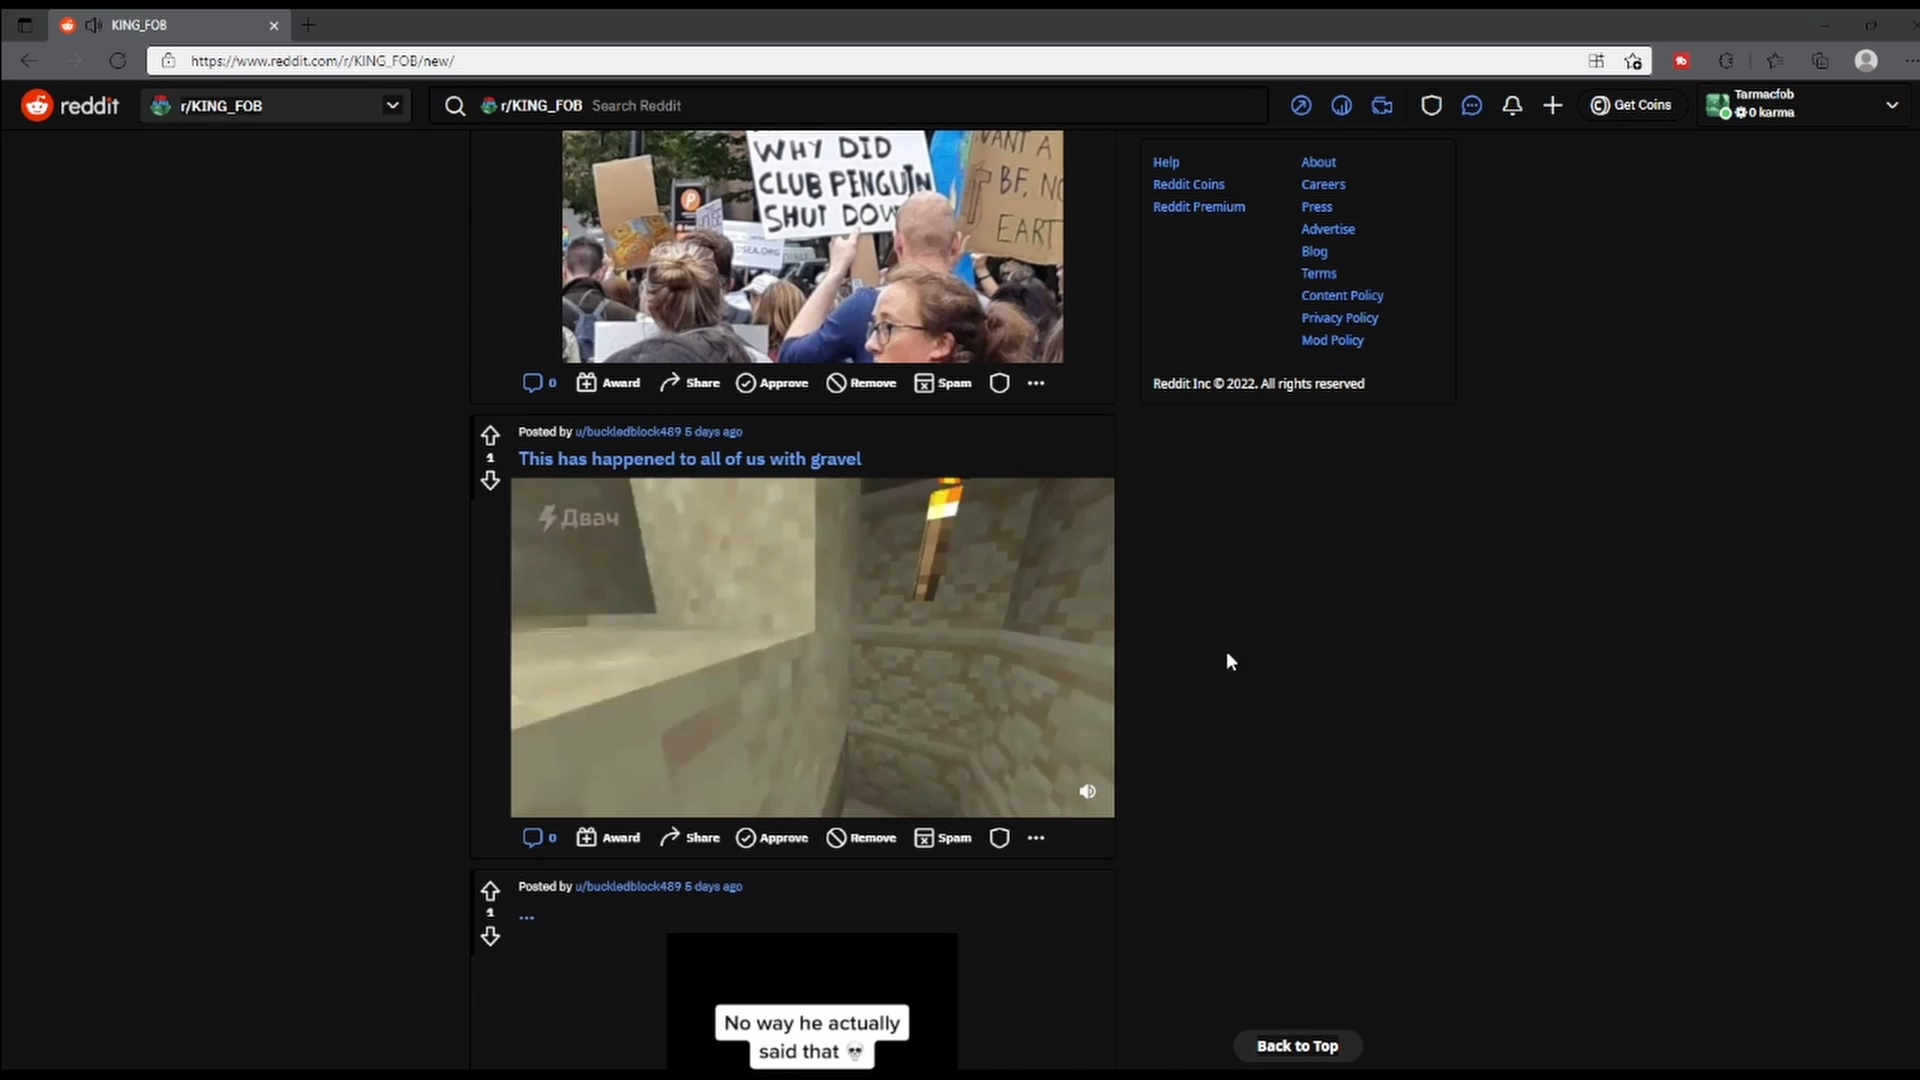 KING_FOB
https://www.reddit.com/r/KING_FOB/new/
reddit
r/KING_FOB
r/KING_FOB Search Reddit
Get Coins
Tarmacfob
0 karma
WHY DID
CLUB PENGUIN
SHUT DOW
WANT A
BF, NO
EART
P
SEA.ORG
Help
Reddit Coins
Reddit Premium
About
Careers
Press
Advertise
Blog
Terms
Content Policy
Privacy Policy
Mod Policy
Reddit Inc © 2022. All rights reserved
0 Award Share Approve Remove Spam
Posted by u/buckledblock489 5 days ago
1
This has happened to all of us with gravel
Двач
0 Award Share Approve Remove Spam
Posted by u/buckledblock489 5 days ago
1
...
No way he actually
said that 💀
Back to Top